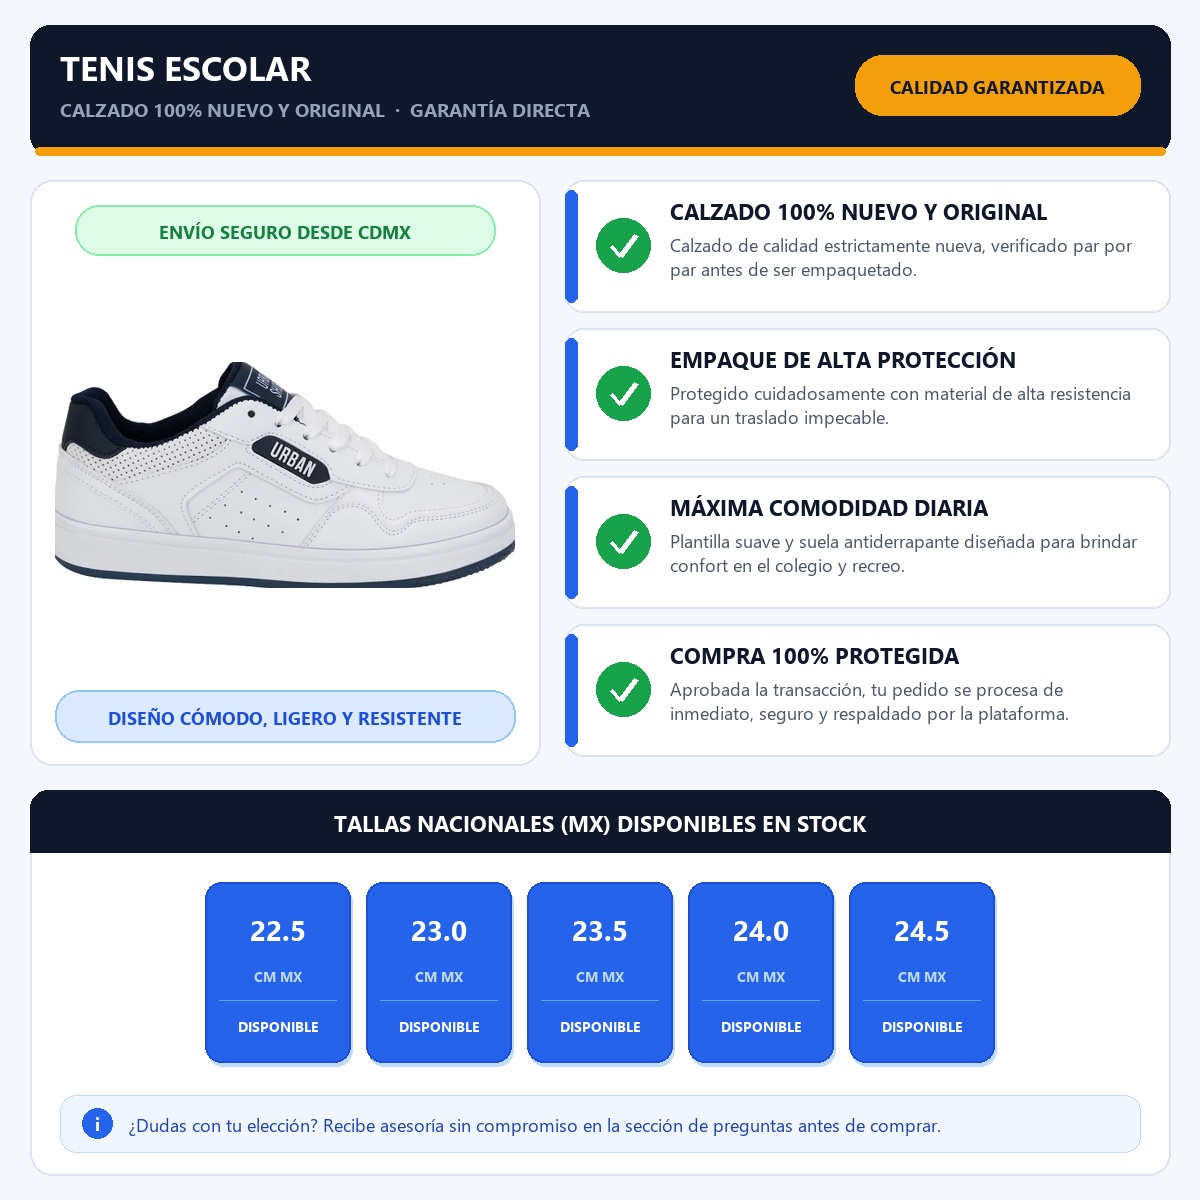 TENIS ESCOLAR
CALZADO 100% NUEVO Y ORIGINAL · GARANTÍA DIRECTA
CALIDAD GARANTIZADA
ENVÍO SEGURO DESDE CDMX
URBAN
DISEÑO CÓMODO, LIGERO Y RESISTENTE
CALZADO 100% NUEVO Y ORIGINAL
Calzado de calidad estrictamente nueva, verificado par por
par antes de ser empaquetado.
EMPAQUE DE ALTA PROTECCIÓN
Protegido cuidadosamente con material de alta resistencia
para un traslado impecable.
MÁXIMA COMODIDAD DIARIA
Plantilla suave y suela antiderrapante diseñada para brindar
confort en el colegio y recreo.
COMPRA 100% PROTEGIDA
Aprobada la transacción, tu pedido se procesa de
inmediato, seguro y respaldado por la plataforma.
TALLAS NACIONALES (MX) DISPONIBLES EN STOCK
22.5
CM MX
DISPONIBLE
23.0
CM MX
DISPONIBLE
23.5
CM MX
DISPONIBLE
24.0
CM MX
DISPONIBLE
24.5
CM MX
DISPONIBLE
i
¿Dudas con tu elección? Recibe asesoría sin compromiso en la sección de preguntas antes de comprar.